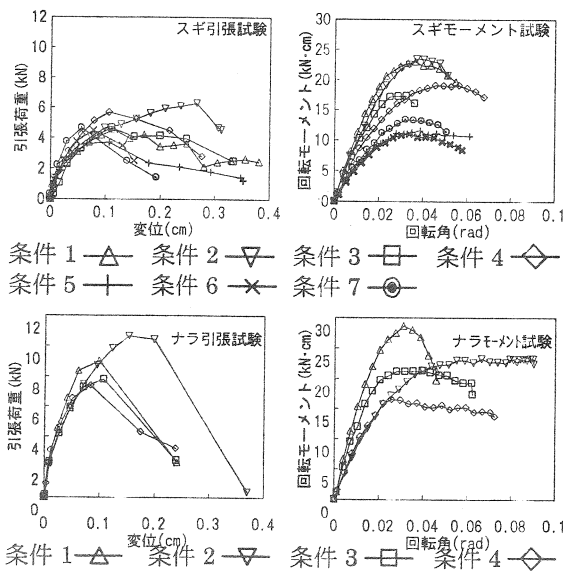 スギ引張試験
引張荷重(kN)
12
10
8
6
4
2
0
0 0.1 0.2 0.3 0.4
変位(cm)
スギモーメント試験
回転モーメント(kN·cm)
30
25
20
15
10
5
0
0 0.02 0.04 0.06 0.08 0.1
回転角(rad)
条件 1 条件 2 条件 3 条件 4
条件 5 条件 6 条件 7
ナラ引張試験
引張荷重(kN)
12
10
8
6
4
2
0
0 0.1 0.2 0.3 0.4
変位(cm)
ナラモーメント試験
回転モーメント(kN·cm)
30
25
20
15
10
5
0
0 0.02 0.04 0.06 0.08 0.1
回転角(rad)
条件 1 条件 2 条件 3 条件 4